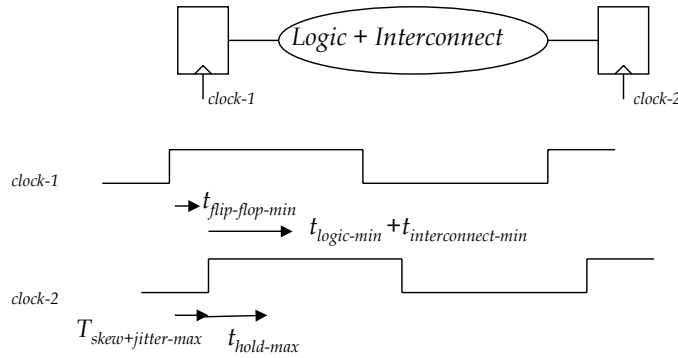 Logic + Interconnect
clock-1
clock-2
clock-1
t_flip-flop-min
t_logic-min + t_interconnect-min
clock-2
T_skew+jitter-max
t_hold-max